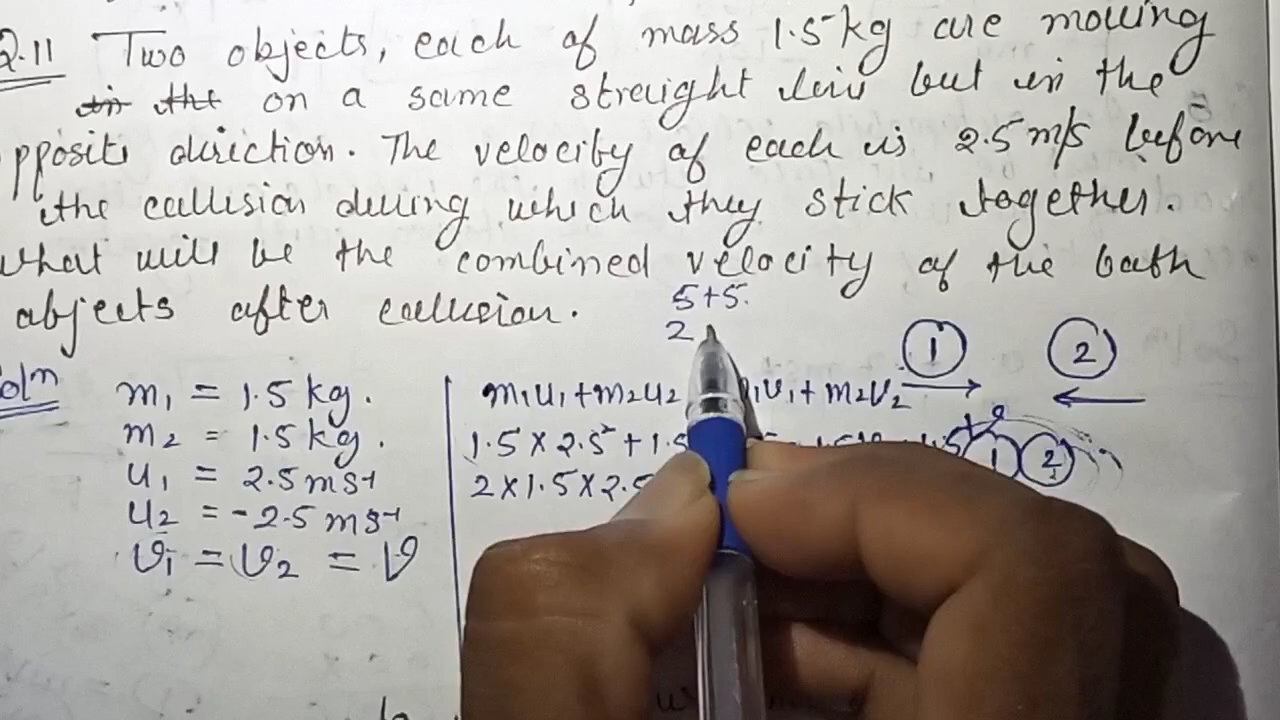 Q.11 Two objects, each of mass 1.5 kg are moving
on a same straight line but in the
pposite direction. The velocity of each is 2.5 m/s before
the collision during which they stick together.
What will be the combined velocity of the both
objects after collision.
5+5.
2
1 2
Solⁿ m₁ = 1.5 kg.
m₂ = 1.5 kg.
u₁ = 2.5 ms⁻¹
u₂ = -2.5 ms⁻¹
v₁ = v₂ = v
m₁u₁ + m₂u₂ ₁v₁ + m₂v₂
1.5 × 2.5 + 1.5
2 × 1.5 × 2.5
1 2